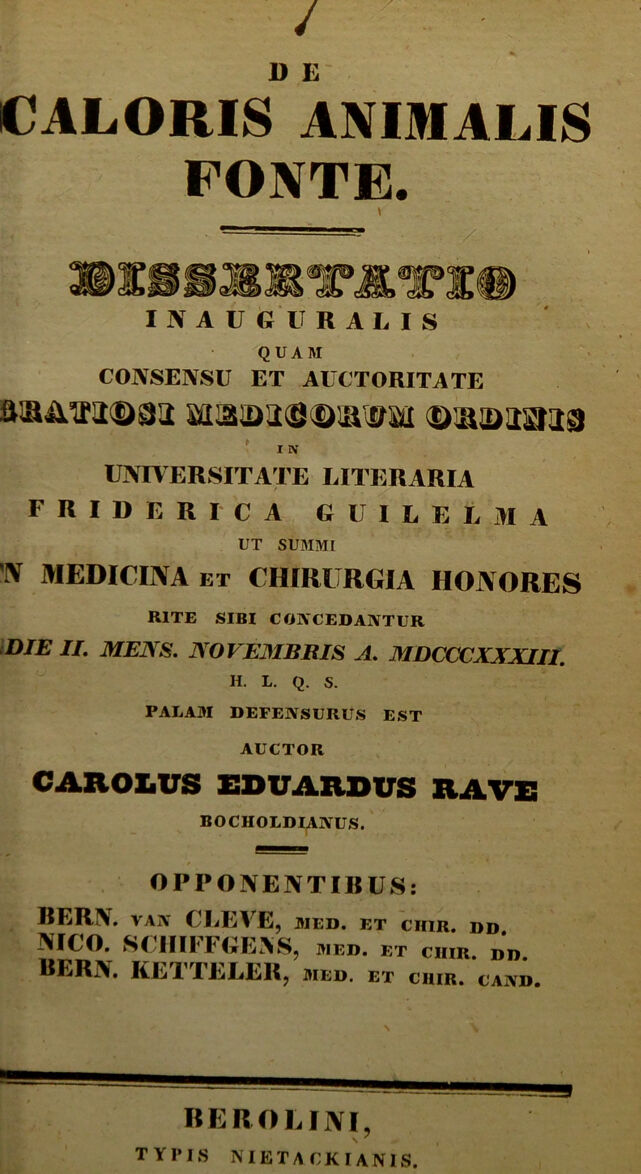 /
DE
CALORIS ANIMALIS
FONTE.
DISSERTATIO
INAUGURALIS
QUAM
CONSENSU ET AUCTORITATE
GRATIOSI MEDICORUM ORDINIS
IN
UNIVERSITATE LITERARIA
FRIDERICA GUILELMA
UT SUMMI
IN MEDICINA ET CHIRURGIA HONORES
RITE SIBI CONCEDANTUR
DIE II. MENS. NOVEMBRIS A. MDCCCXXXIII.
H. L. Q. S.
PALAM DEFENSURUS EST
AUCTOR
CAROLUS EDUARDUS RAVE
BOCHOLDIANUS.
OPPONENTIBUS:
BERN. VAN CLEVE, MED. ET CHIR. DD.
NICO. SCHIFFGENS, MED. ET CHIR. DD.
BERN. KETTELER, MED. ET CHIR. CAND.
BEROLINI,
TYPIS NIETACKIANIS.